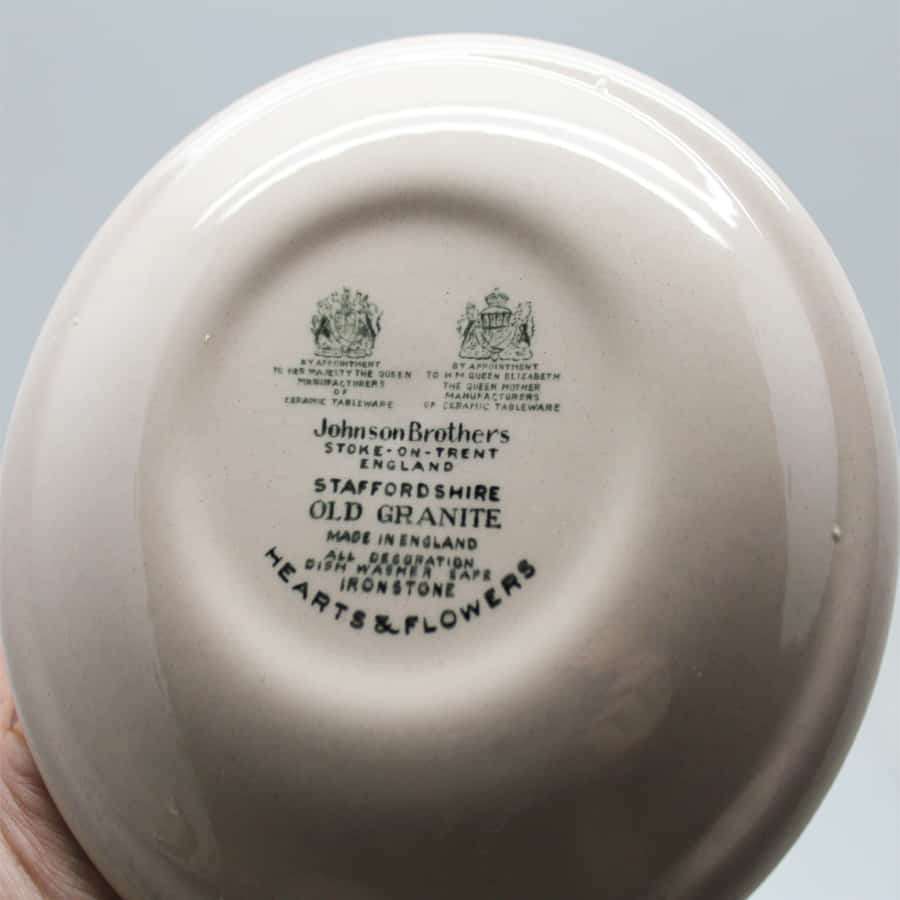 BY APPOINTMENT
TO HER MAJESTY THE QUEEN
MANUFACTURERS
OF
CERAMIC TABLEWARE
BY APPOINTMENT
TO H M QUEEN ELIZABETH
THE QUEEN MOTHER
MANUFACTURERS
OF CERAMIC TABLEWARE
Johnson Brothers
STOKE-ON-TRENT
ENGLAND
STAFFORDSHIRE
OLD GRANITE
MADE IN ENGLAND
ALL DECORATION
DISH WASHER SAFE
IRONSTONE
HEARTS & FLOWERS